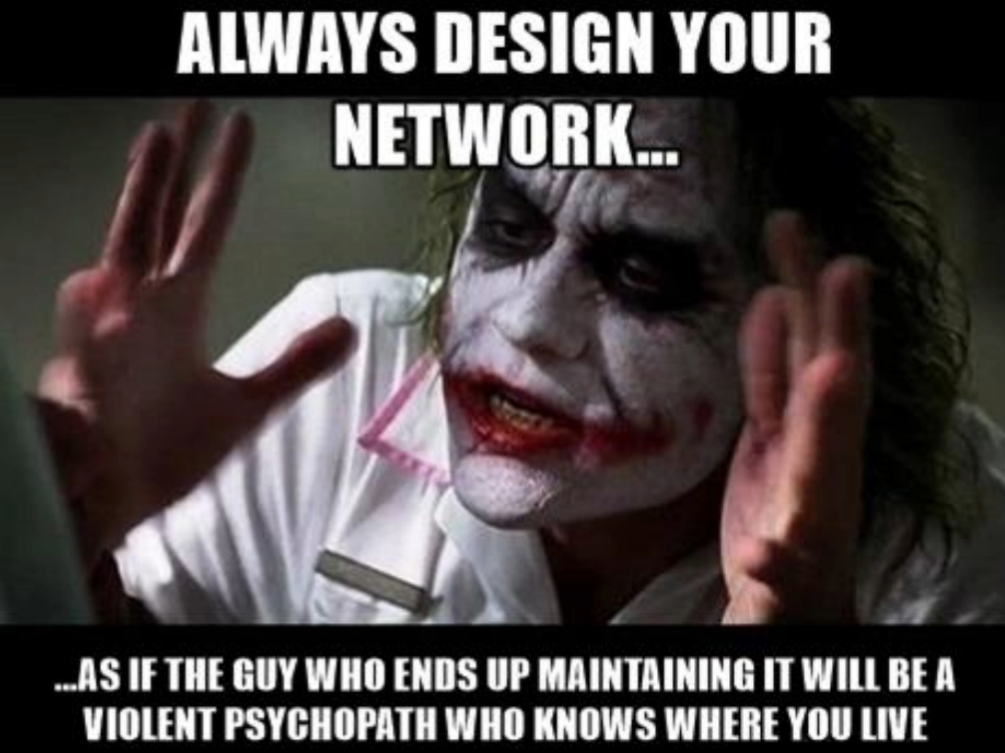 ALWAYS DESIGN YOUR
NETWORK...
...AS IF THE GUY WHO ENDS UP MAINTAINING IT WILL BE A
VIOLENT PSYCHOPATH WHO KNOWS WHERE YOU LIVE